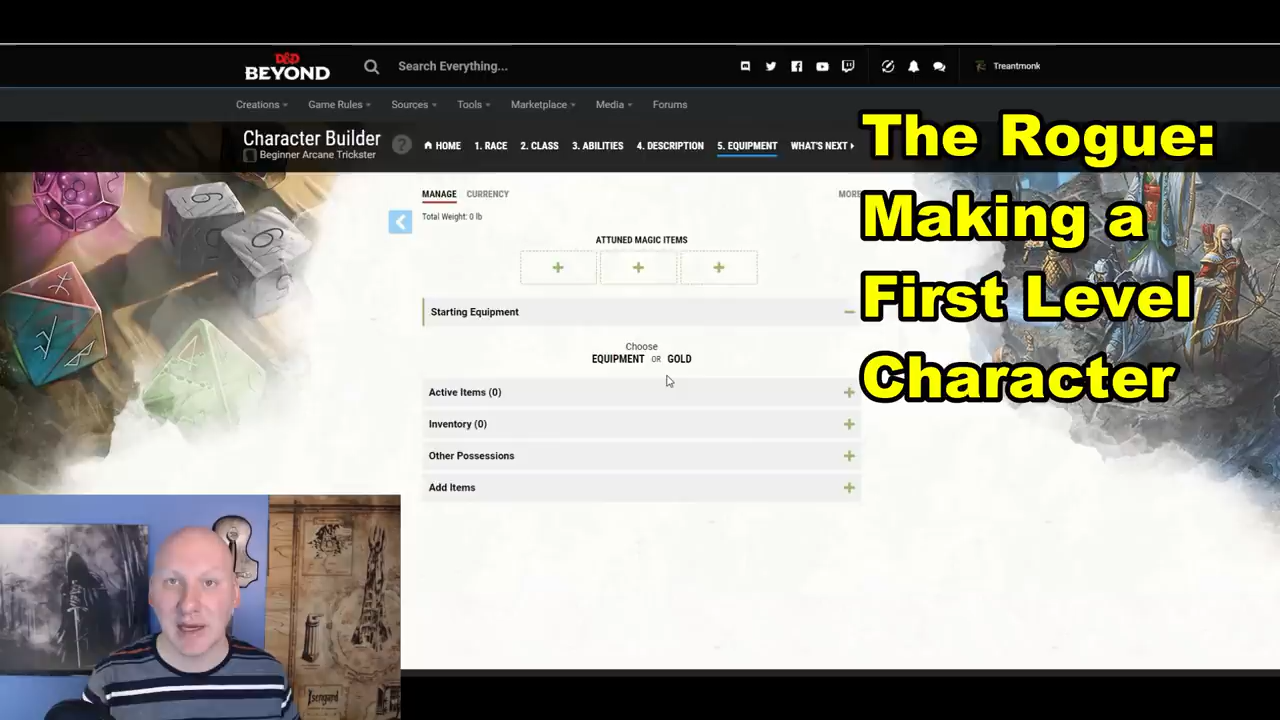 D&D
BEYOND
Search Everything...
Treantmonk
Creations
Game Rules
Sources
Tools
Marketplace
Media
Forums
Character Builder
Beginner Arcane Trickster
?
HOME
1. RACE
2. CLASS
3. ABILITIES
4. DESCRIPTION
5. EQUIPMENT
WHAT'S NEXT
The Rogue:
Making a
First Level
Character
MANAGE
CURRENCY
MORE
Total Weight: 0 lb
ATTUNED MAGIC ITEMS
Starting Equipment
Choose
EQUIPMENT OR GOLD
Active Items (0)
Inventory (0)
Other Possessions
Add Items
Isengard